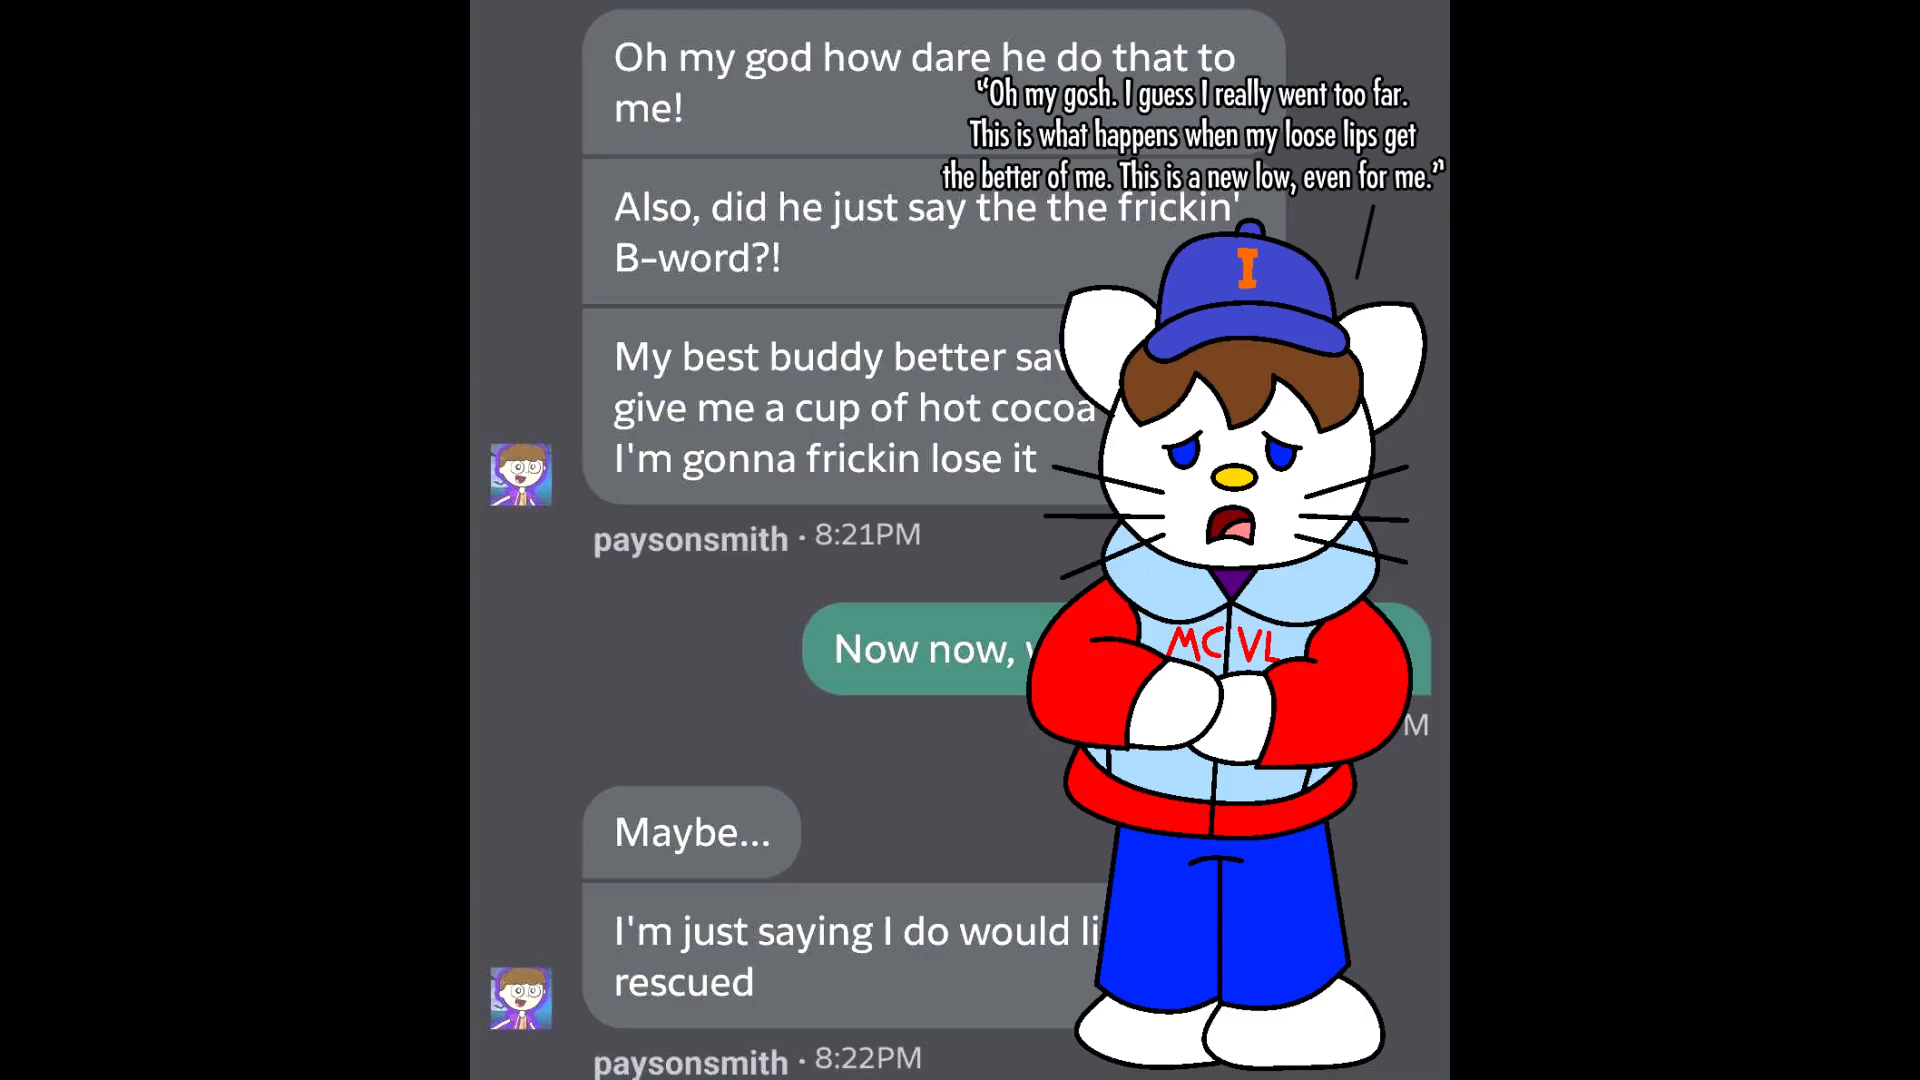 Oh my god how dare he do that to
me!
“Oh my gosh. I guess I really went too far.
This is what happens when my loose lips get
the better of me. This is a new low, even for me.”
Also, did he just say the the frickin'
B-word?!
My best buddy better
give me a cup of hot cocoa
I'm gonna frickin lose it
paysonsmith · 8:21PM
I
Now now,
MC VL
M
Maybe...
I'm just saying I do would
rescued
paysonsmith · 8:22PM